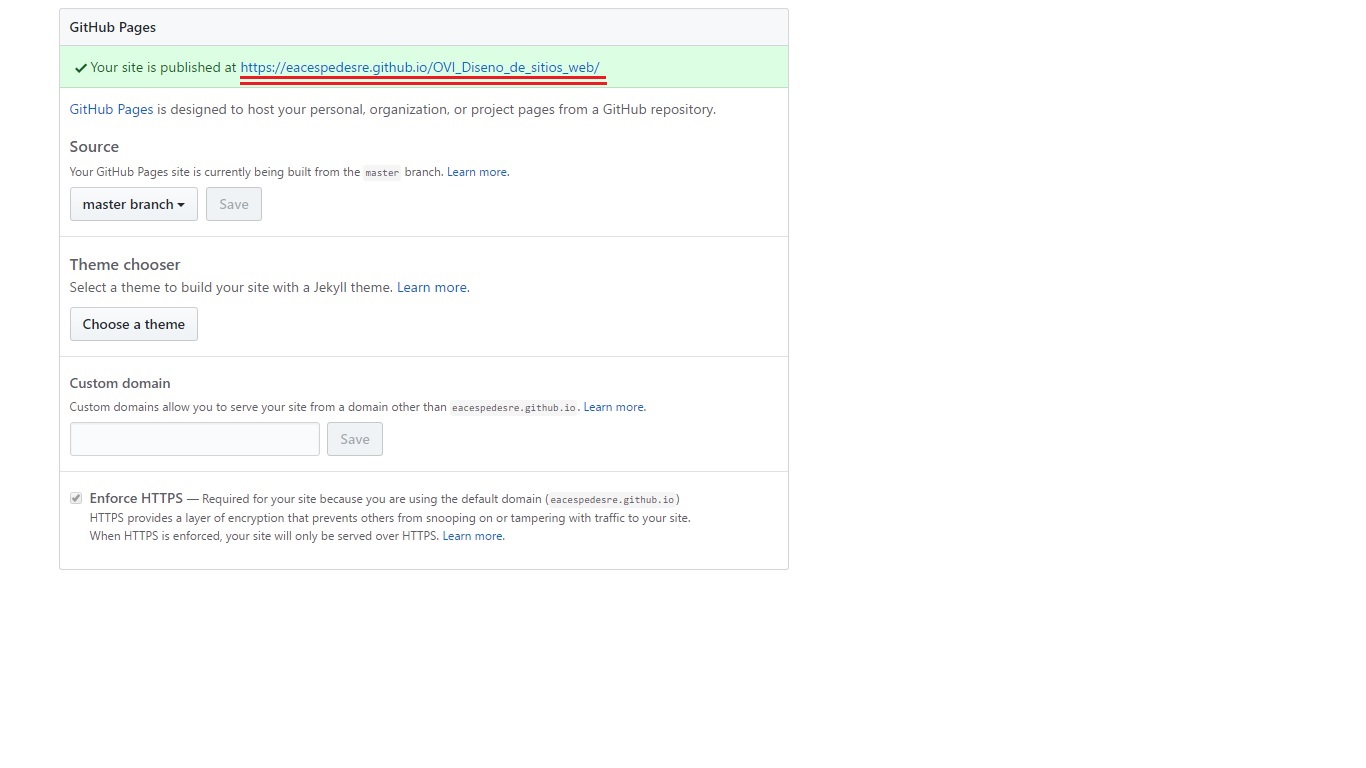 GitHub Pages
Your site is published at https://eacespedesre.github.io/OVI_Diseno_de_sitios_web/
GitHub Pages is designed to host your personal, organization, or project pages from a GitHub repository.
Source
Your GitHub Pages site is currently being built from the master branch. Learn more.
master branch Save
Theme chooser
Select a theme to build your site with a Jekyll theme. Learn more.
Choose a theme
Custom domain
Custom domains allow you to serve your site from a domain other than eacespedesre.github.io. Learn more.
Save
Enforce HTTPS — Required for your site because you are using the default domain (eacespedesre.github.io)
HTTPS provides a layer of encryption that prevents others from snooping on or tampering with traffic to your site.
When HTTPS is enforced, your site will only be served over HTTPS. Learn more.